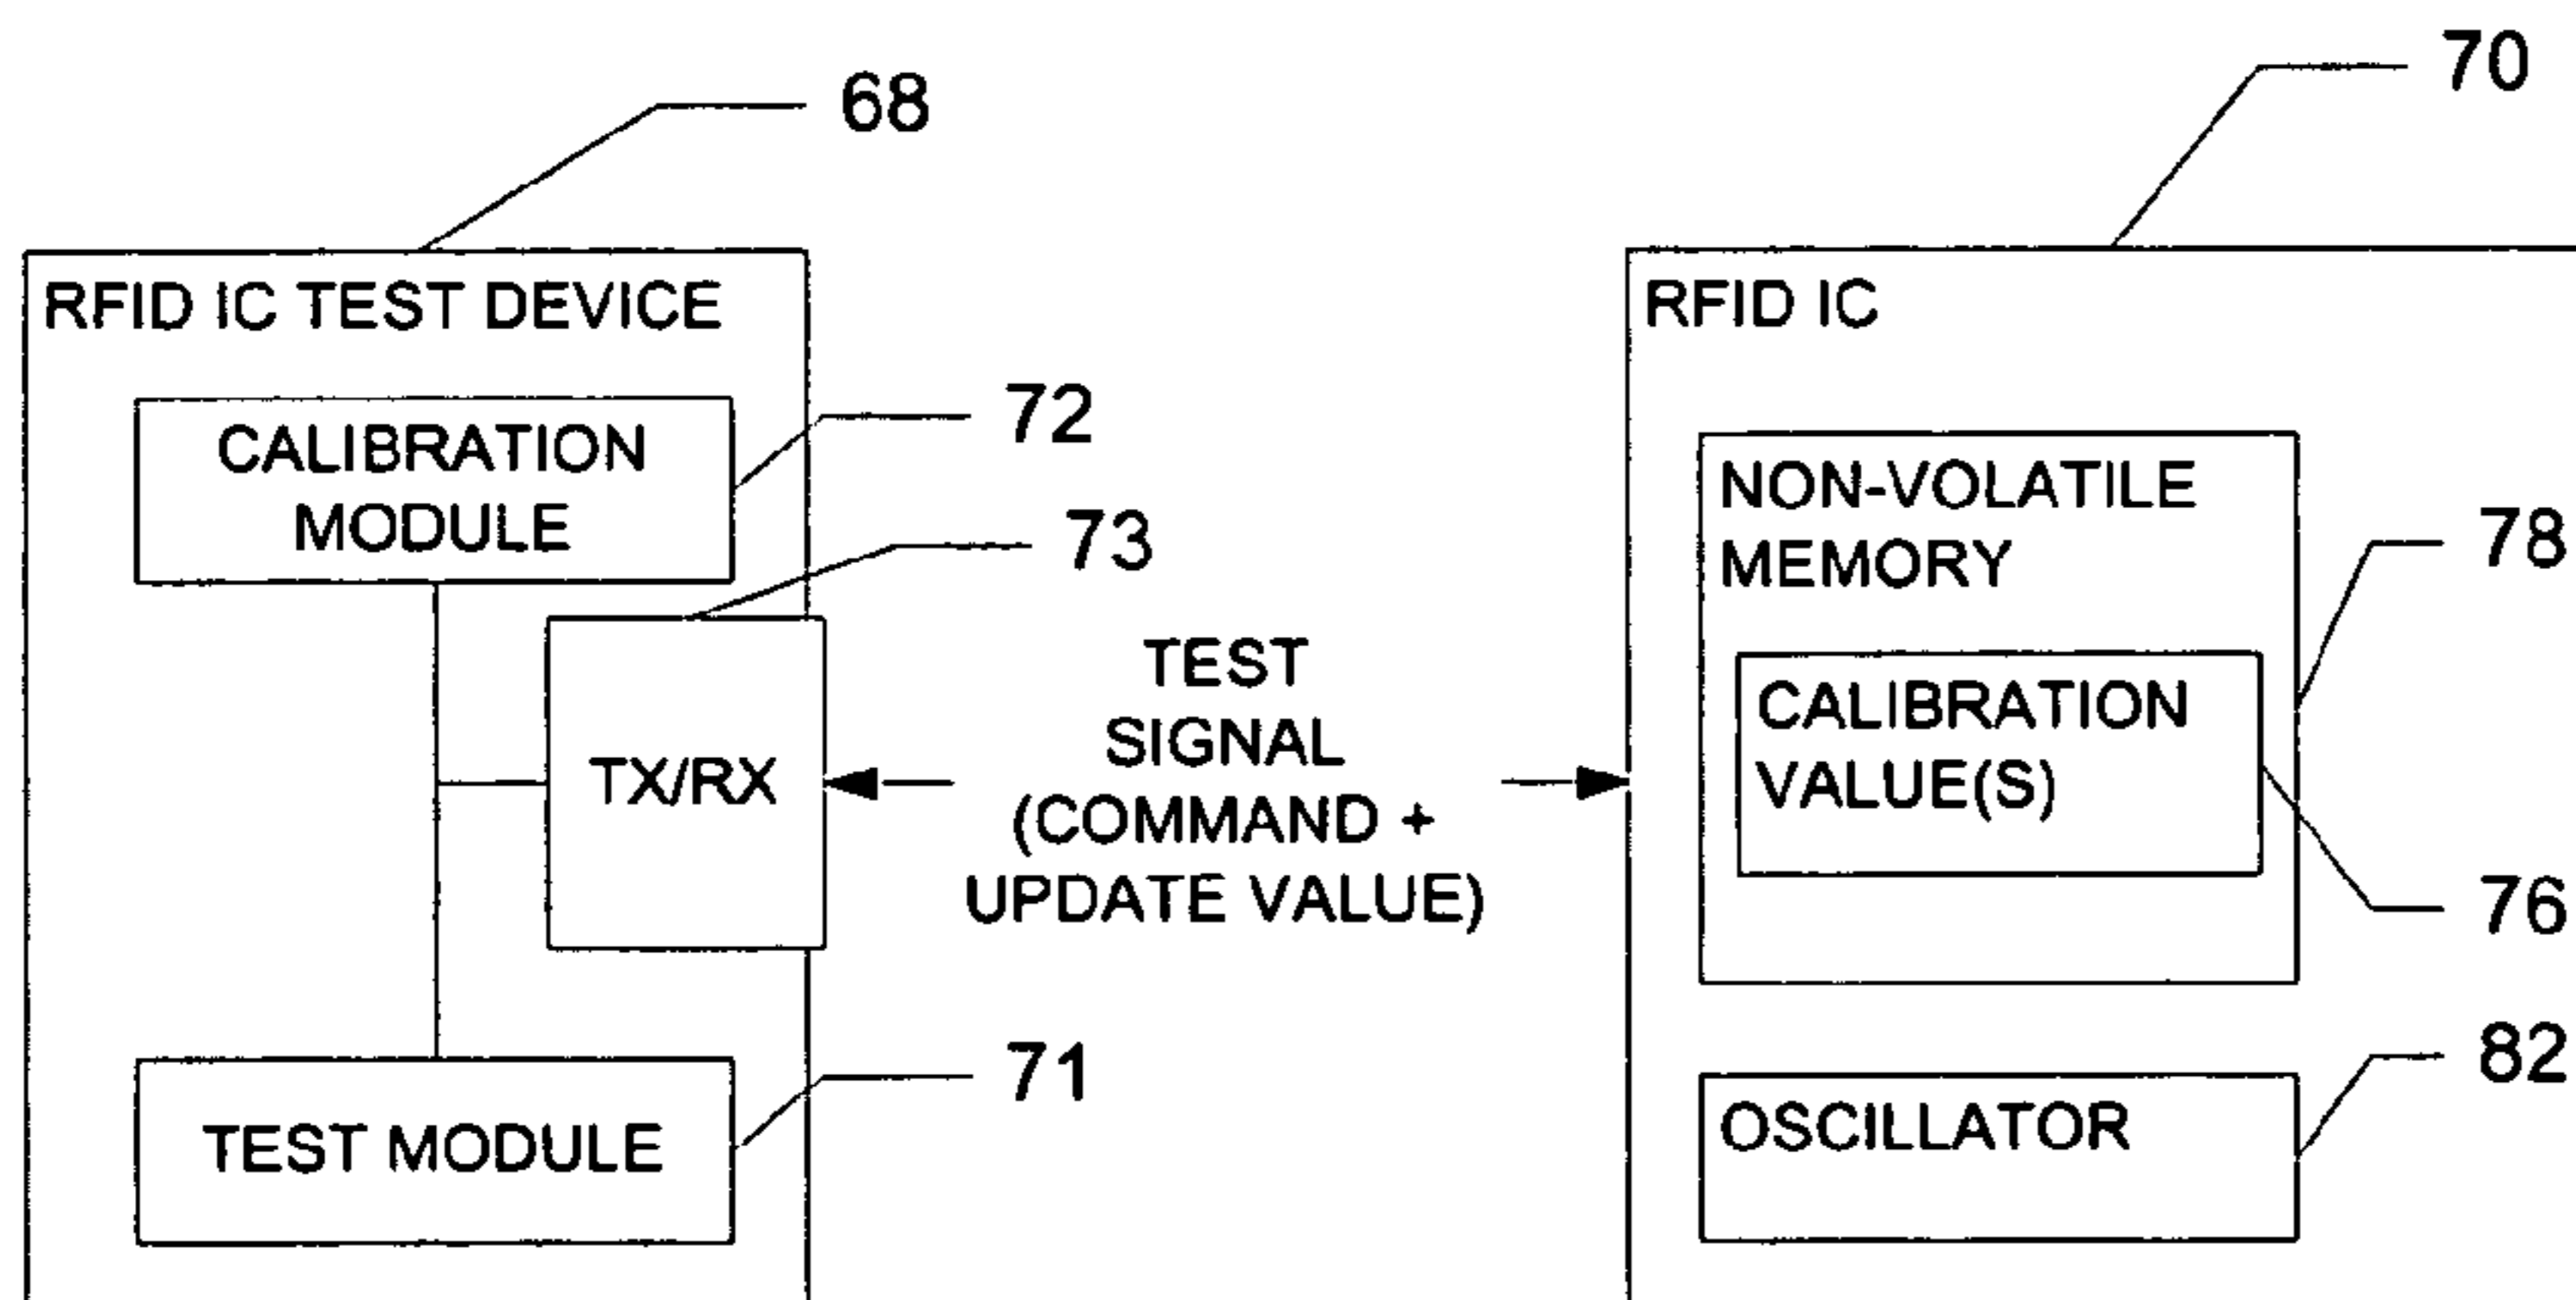 68
70
RFID IC TEST DEVICE
CALIBRATION
MODULE
72
73
TX/RX
TEST MODULE
71
TEST
SIGNAL
(COMMAND +
UPDATE VALUE)
RFID IC
NON-VOLATILE
MEMORY
78
CALIBRATION
VALUE(S)
76
OSCILLATOR
82